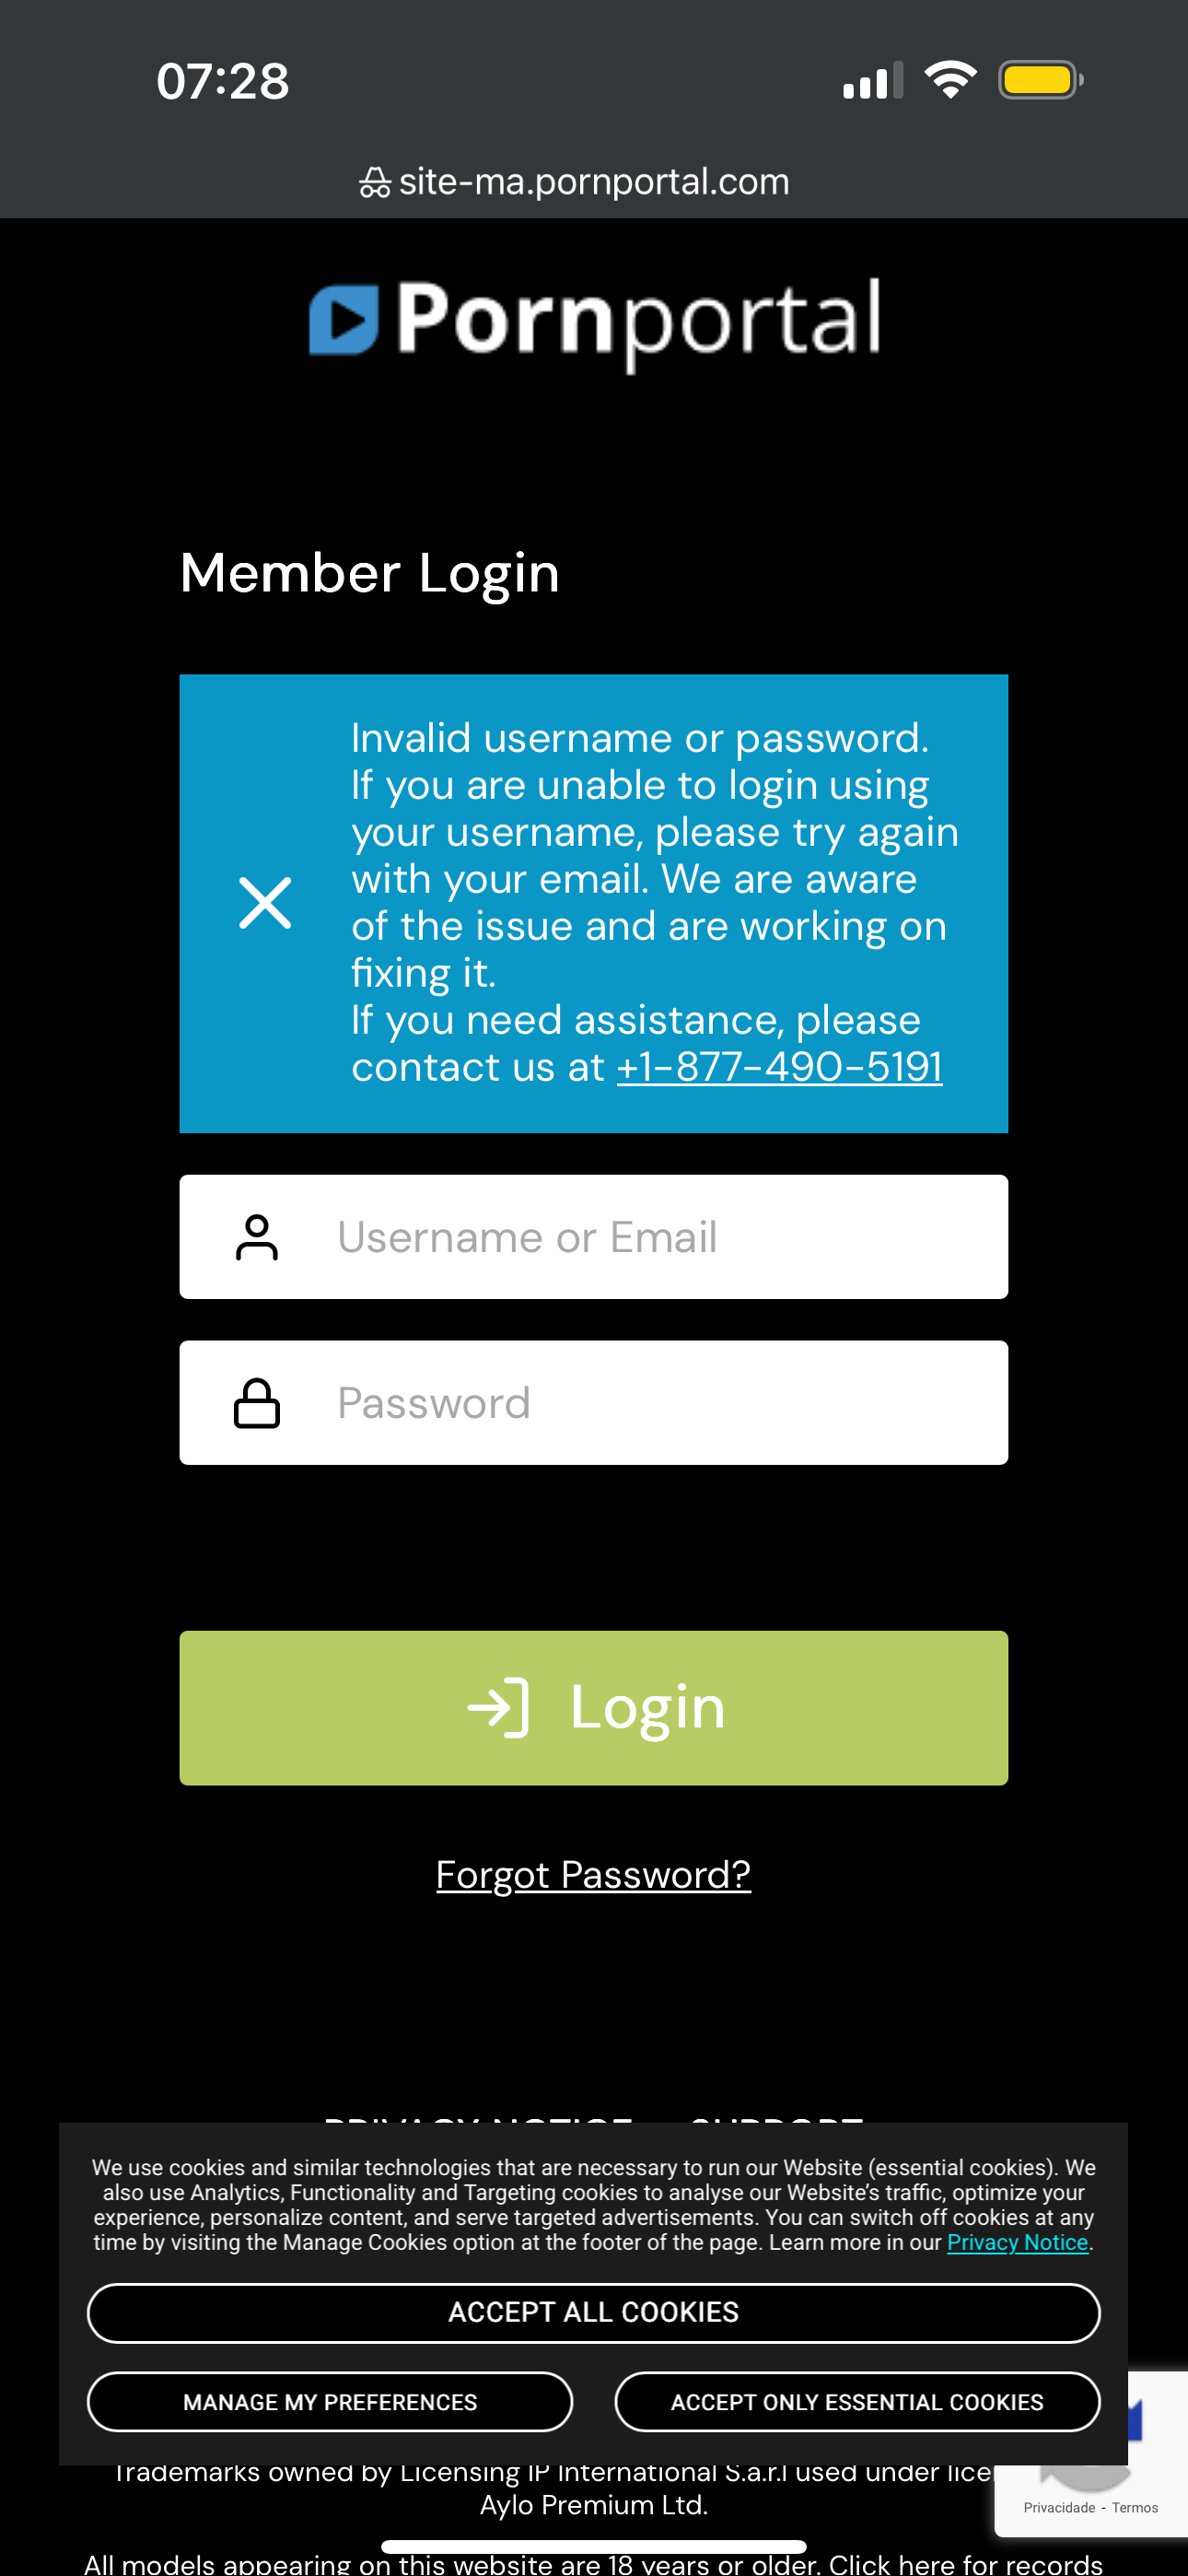 07:28
site-ma.pornportal.com
Pornportal
Member Login
Invalid username or password.
If you are unable to login using
your username, please try again
with your email. We are aware
of the issue and are working on
fixing it.
If you need assistance, please
contact us at +1-877-490-5191
Username or Email
Password
Login
Forgot Password?
PRIVACY NOTICE SUPPORT
We use cookies and similar technologies that are necessary to run our Website (essential cookies). We
also use Analytics, Functionality and Targeting cookies to analyse our Website's traffic, optimize your
experience, personalize content, and serve targeted advertisements. You can switch off cookies at any
time by visiting the Manage Cookies option at the footer of the page. Learn more in our Privacy Notice.
ACCEPT ALL COOKIES
MANAGE MY PREFERENCES
ACCEPT ONLY ESSENTIAL COOKIES
Trademarks owned by Licensing IP International S.a.r.l used under
Aylo Premium Ltd.
Privacidade - Termos
All models appearing on this website are 18 years or older. Click here for records